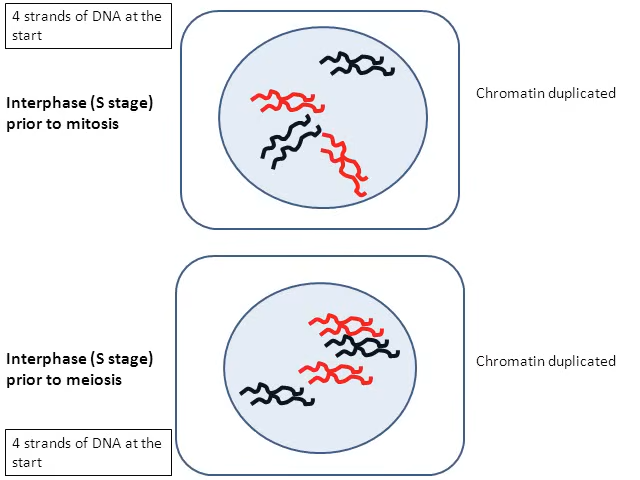 4 strands of DNA at the
start
Interphase (S stage)
prior to mitosis
Chromatin duplicated
Interphase (S stage)
prior to meiosis
Chromatin duplicated
4 strands of DNA at the
start